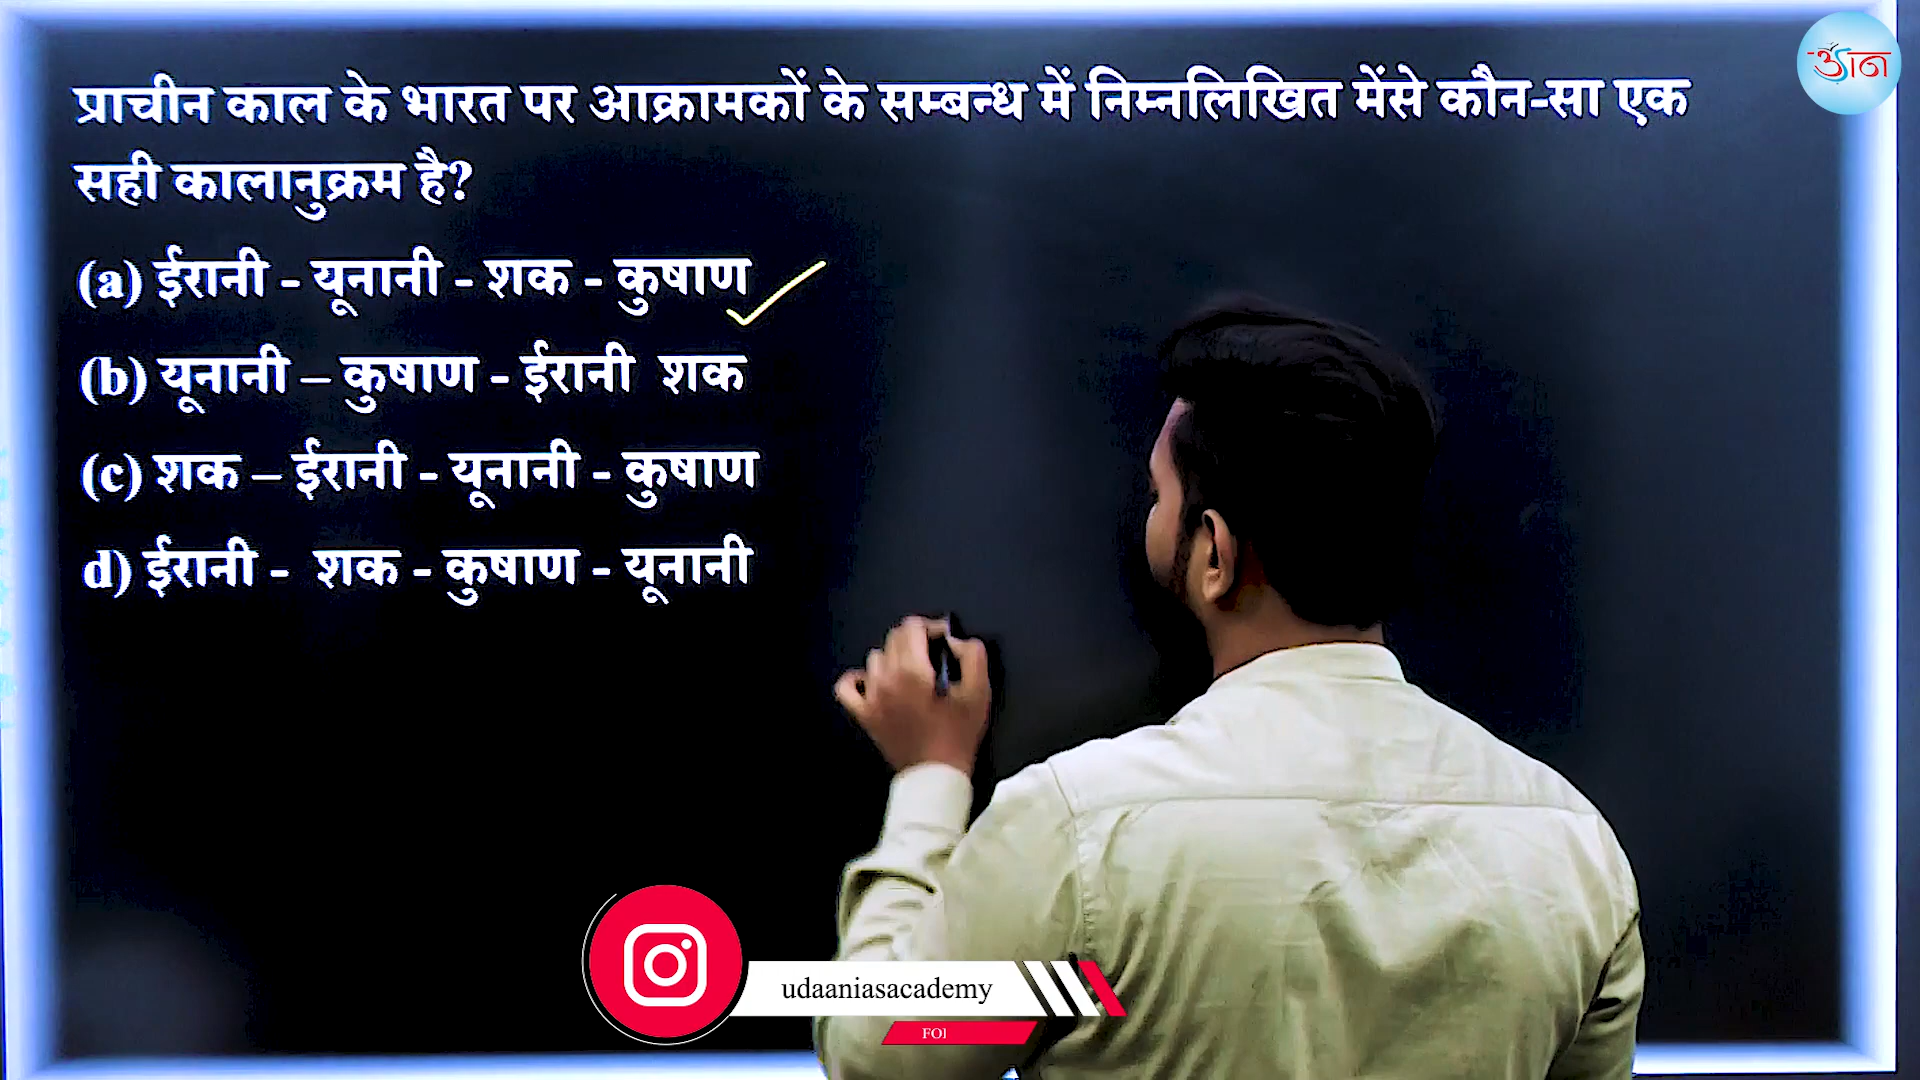 प्राचीन काल के भारत पर आक्रामकों के सम्बन्ध में निम्नलिखित मेंसे कौन-सा एक
सही कालानुक्रम है?
(a) ईरानी - यूनानी - शक - कुषाण
(b) यूनानी – कुषाण - ईरानी शक
(c) शक – ईरानी - यूनानी - कुषाण
d) ईरानी - शक - कुषाण - यूनानी
udaaniasacademy